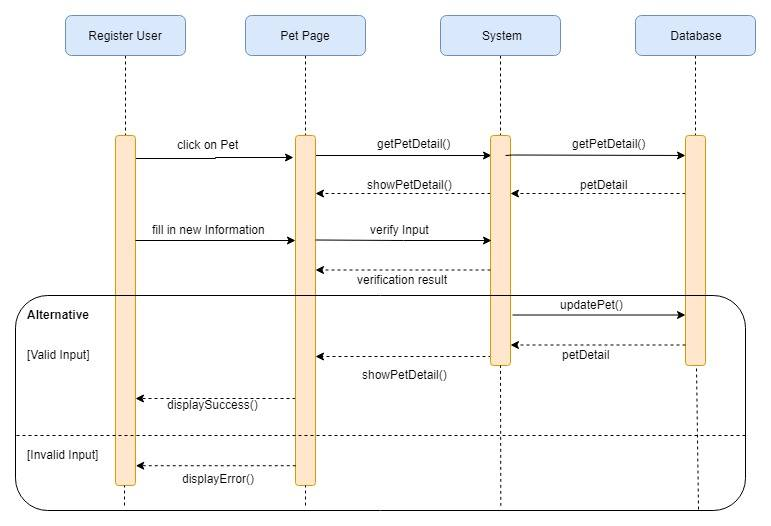 Register User
Pet Page
System
Database
click on Pet
getPetDetail()
getPetDetail()
showPetDetail()
petDetail
fill in new Information
verify Input
verification result
Alternative
updatePet()
[Valid Input]
petDetail
showPetDetail()
displaySuccess()
[Invalid Input]
displayError()